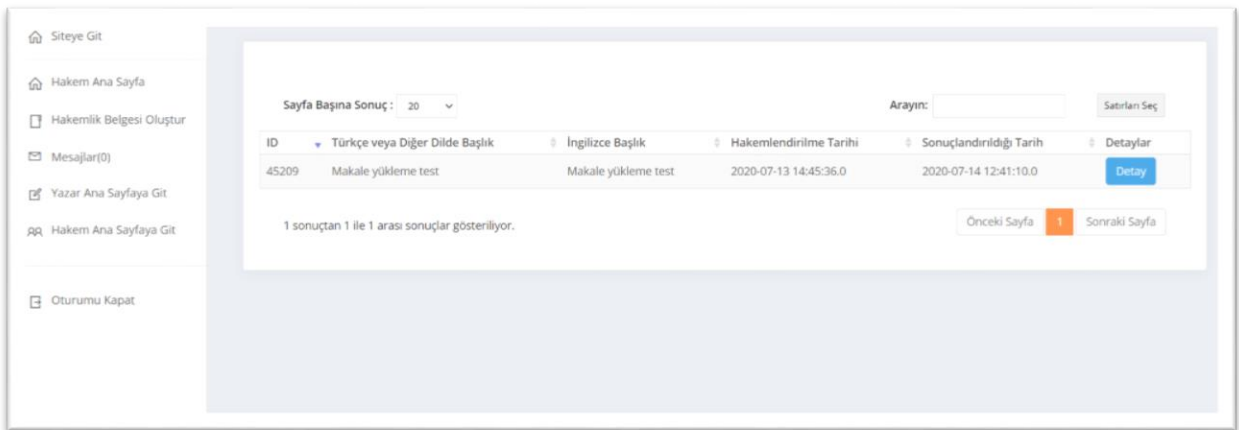 Siteye Git
Hakem Ana Sayfa
Hakemlik Belgesi Oluştur
Mesajlar(0)
Yazar Ana Sayfaya Git
Hakem Ana Sayfaya Git
Oturumu Kapat
Sayfa Başına Sonuç : 20 Arayın: Satırları Seç
ID Türkçe veya Diğer Dilde Başlık İngilizce Başlık Hakemlendirilme Tarihi Sonuçlandırıldığı Tarih Detaylar
45209 Makale yükleme test Makale yükleme test 2020-07-13 14:45:36.0 2020-07-14 12:41:10.0 Detay
1 sonuçtan 1 ile 1 arası sonuçlar gösteriliyor. Önceki Sayfa 1 Sonraki Sayfa